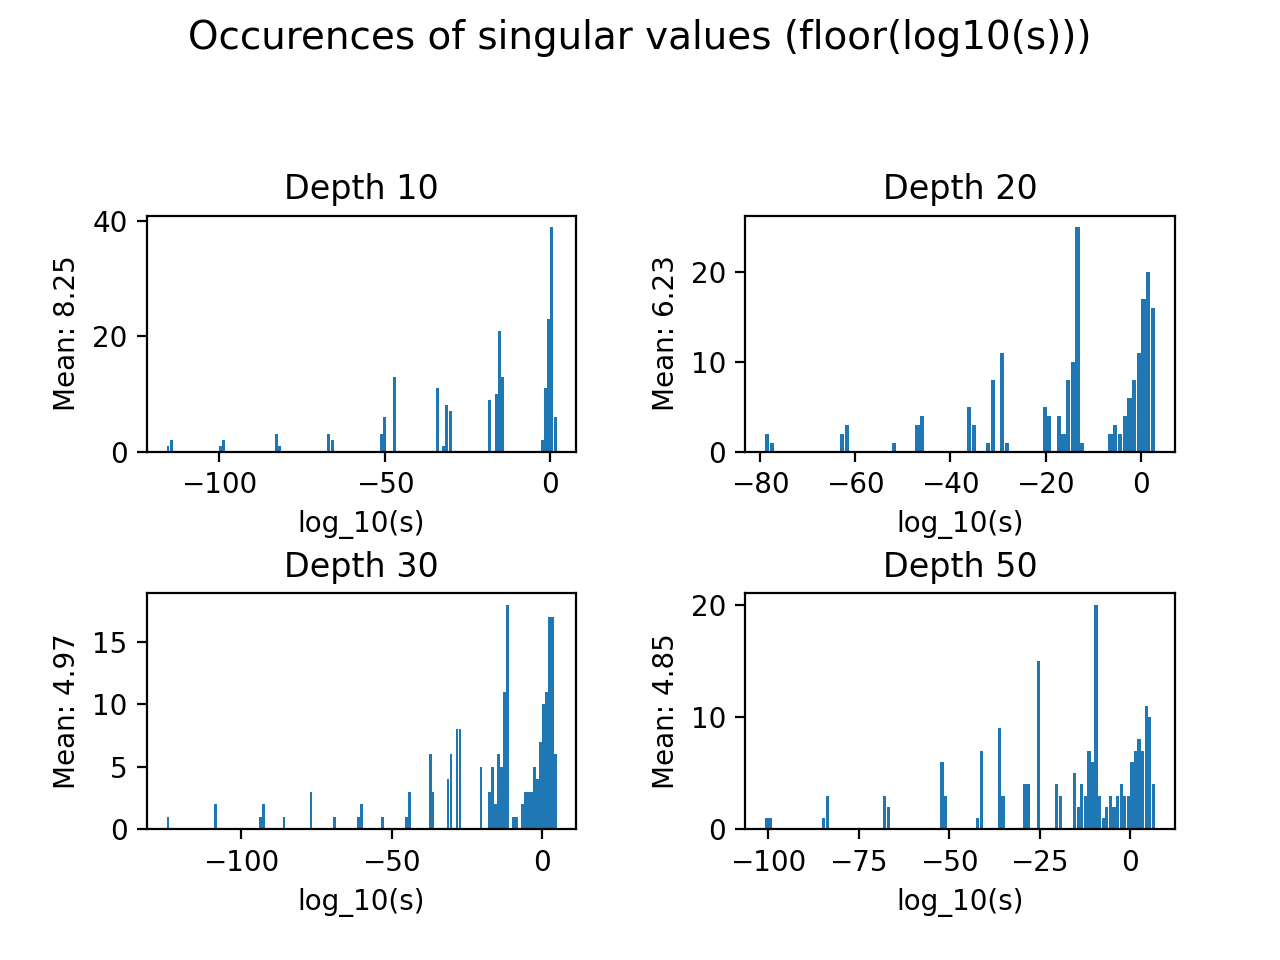 Occurences of singular values (floor(log10(s)))
Depth 10
Mean: 8.25
40
20
0
−100
−50
0
log_10(s)
Depth 20
Mean: 6.23
20
10
0
−80
−60
−40
−20
0
log_10(s)
Depth 30
Mean: 4.97
15
10
5
0
−100
−50
0
log_10(s)
Depth 50
Mean: 4.85
20
10
0
−100
−75
−50
−25
0
log_10(s)